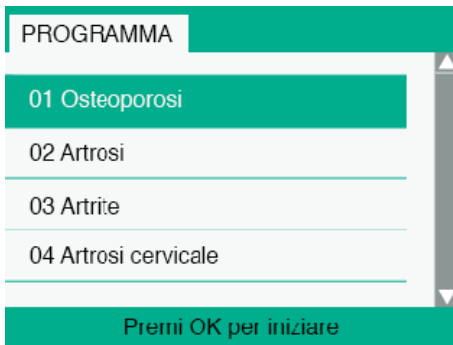 PROGRAMMA
01 Osteoporosi
02 Artrosi
03 Artrite
04 Artrosi cervicale
Premi OK per iniziare